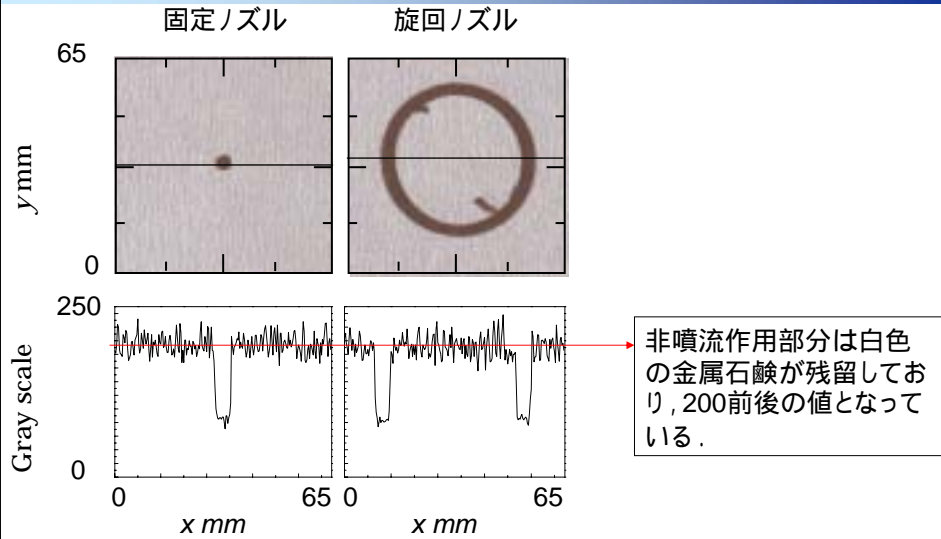 固定ノズル
旋回ノズル
65
y mm
0
250
Gray scale
0
0
65
0
65
x mm
x mm
非噴流作用部分は白色
の金属石鹸が残留してお
り,200前後の値となって
いる.